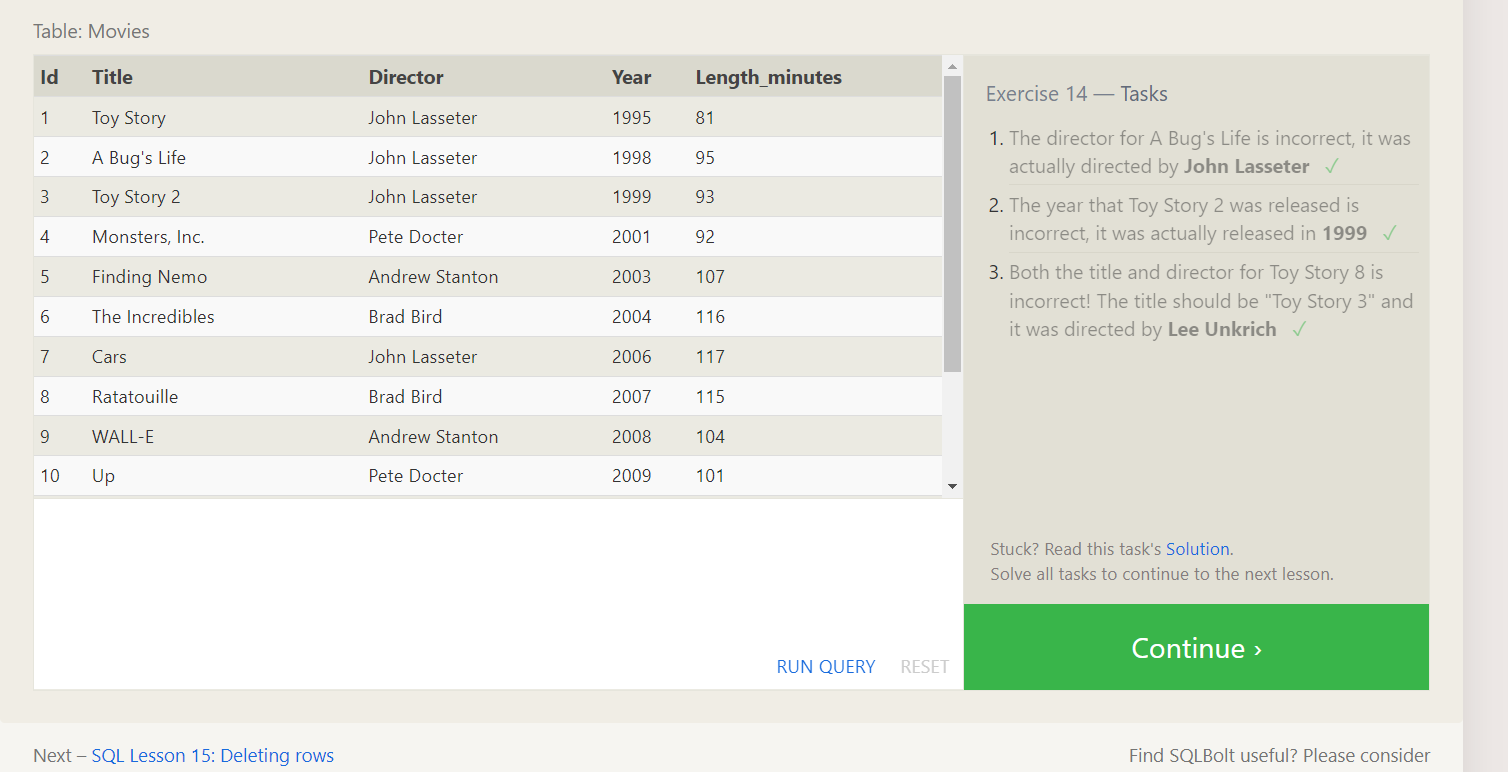 Table: Movies
Id Title Director Year Length_minutes
1 Toy Story John Lasseter 1995 81
2 A Bug's Life John Lasseter 1998 95
3 Toy Story 2 John Lasseter 1999 93
4 Monsters, Inc. Pete Docter 2001 92
5 Finding Nemo Andrew Stanton 2003 107
6 The Incredibles Brad Bird 2004 116
7 Cars John Lasseter 2006 117
8 Ratatouille Brad Bird 2007 115
9 WALL-E Andrew Stanton 2008 104
10 Up Pete Docter 2009 101
RUN QUERY RESET
Exercise 14 — Tasks
1. The director for A Bug's Life is incorrect, it was
actually directed by John Lasseter ✓
2. The year that Toy Story 2 was released is
incorrect, it was actually released in 1999 ✓
3. Both the title and director for Toy Story 8 is
incorrect! The title should be "Toy Story 3" and
it was directed by Lee Unkrich ✓
Stuck? Read this task's Solution.
Solve all tasks to continue to the next lesson.
Continue ›
Next – SQL Lesson 15: Deleting rows
Find SQLBolt useful? Please consider